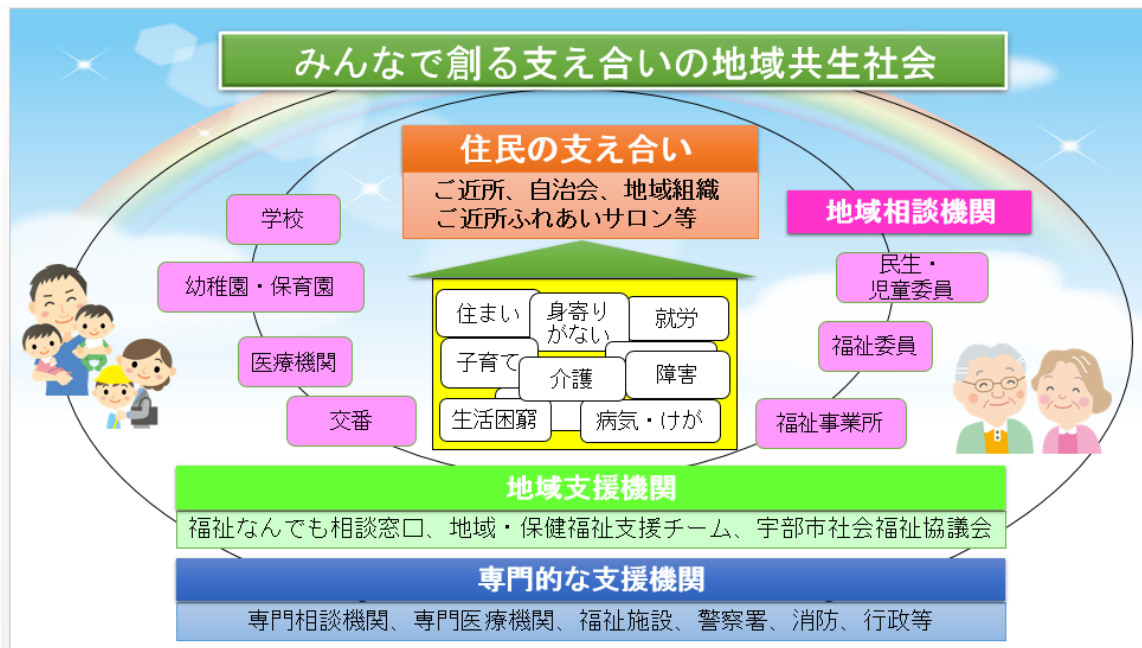 みんなで創る支え合いの地域共生社会
住民の支え合い
ご近所、自治会、地域組織
ご近所ふれあいサロン等
学校
幼稚園・保育園
医療機関
交番
住まい
身寄り
がない
就労
子育て
介護
障害
生活困窮
病気・けが
地域相談機関
民生・
児童委員
福祉委員
福祉事業所
地域支援機関
福祉なんでも相談窓口、地域・保健福祉支援チーム、宇部市社会福祉協議会
専門的な支援機関
専門相談機関、専門医療機関、福祉施設、警察署、消防、行政等